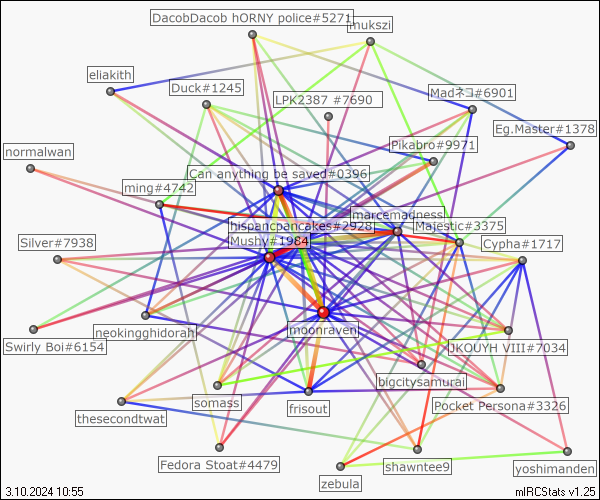 DacobDacob hORNY police#5271
mukszi
eliakith
Duck#1245
LPK2387 #7690
Madネコ#6901
Eg.Master#1378
normalwan
Pikabro#9971
Can anything be saved#0396
ming#4742
marcemadness
hispancpancakes#2928
Majestic#3375
Silver#7938
Mushy#1984
Cypha#1717
neokingghidorah
moonraven
Swirly Boi#6154
JKOUYH VIII#7034
bigcitysamurai
somass
frisout
Pocket Persona#3326
thesecondtwat
Fedora Stoat#4479
shawntee9
yoshimanden
zebula
3.10.2024 10:55
mIRCStats v1.25